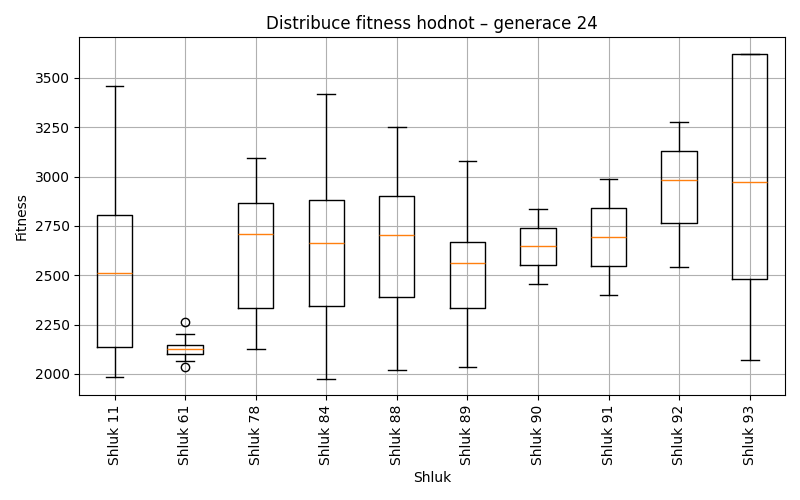 Distribuce fitness hodnot – generace 24
Fitness
3500
3250
3000
2750
2500
2250
2000
Shluk 11
Shluk 61
Shluk 78
Shluk 84
Shluk 88
Shluk 89
Shluk 90
Shluk 91
Shluk 92
Shluk 93
Shluk